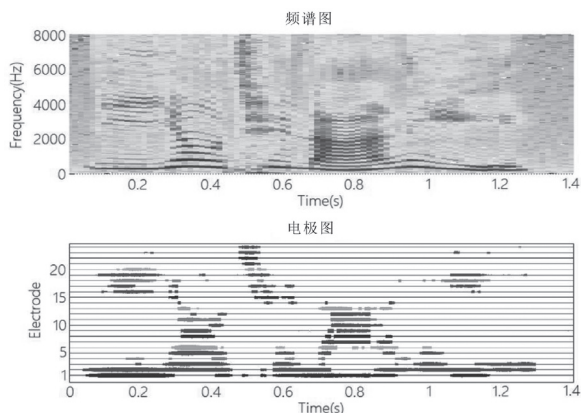 频谱图
8000
6000
4000
2000
0
Frequency(Hz)
0.2 0.4 0.6 0.8 1 1.2 1.4
Time(s)
电极图
20
15
10
5
1
Electrode
0 0.2 0.4 0.6 0.8 1 1.2 1.4
Time(s)